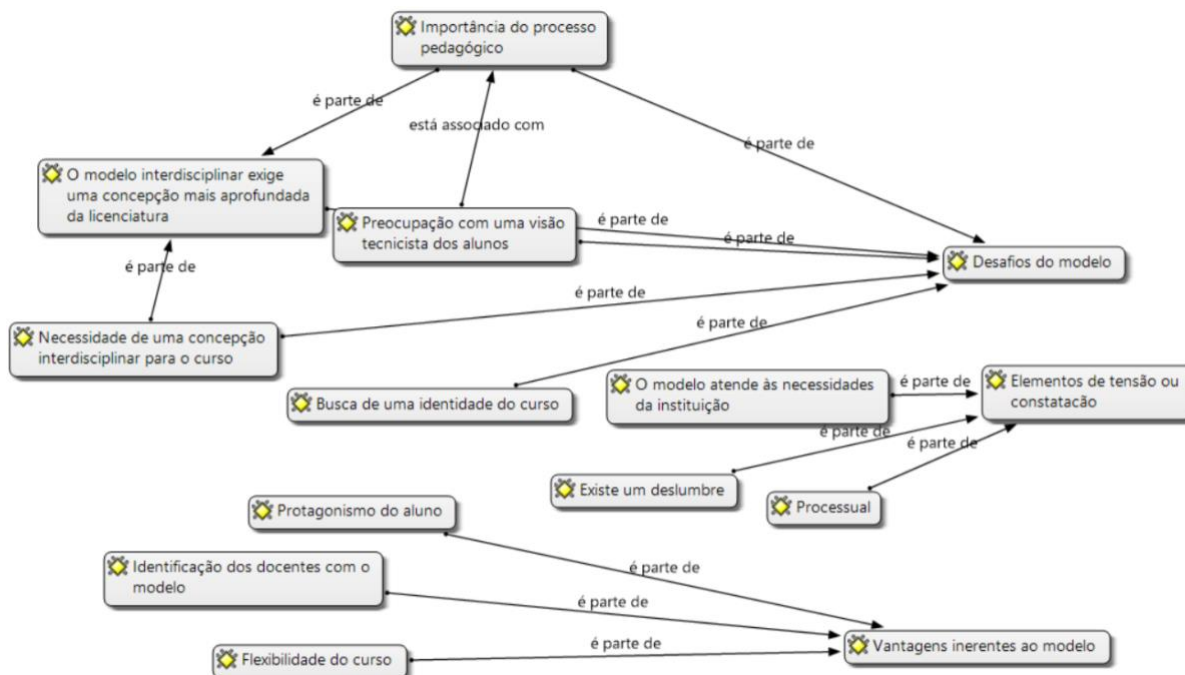 Importância do processo
pedagógico
é parte de
está associado com
é parte de
O modelo interdisciplinar exige
uma concepção mais aprofundada
da licenciatura
Preocupação com uma visão
tecnicista dos alunos
é parte de
é parte de
Desafios do modelo
é parte de
é parte de
Necessidade de uma concepção
interdisciplinar para o curso
é parte de
Busca de uma identidade do curso
O modelo atende às necessidades
da instituição
é parte de
Elementos de tensão ou
constatacão
é parte de
é parte de
Existe um deslumbre
Processual
Protagonismo do aluno
é parte de
Identificação dos docentes com o
modelo
é parte de
Flexibilidade do curso
é parte de
Vantagens inerentes ao modelo